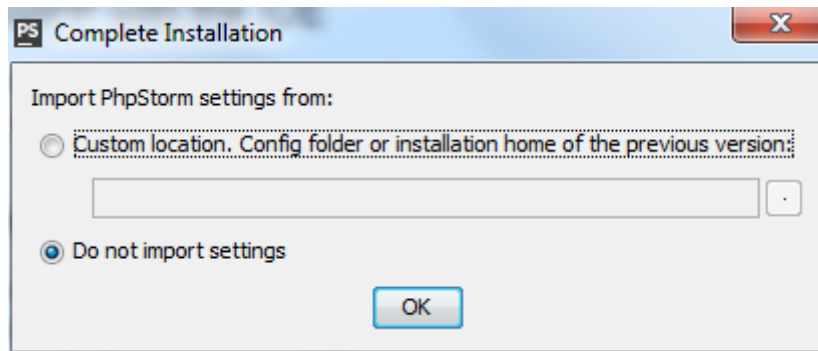 PS Complete Installation
Import PhpStorm settings from:
Custom location. Config folder or installation home of the previous version:
.
Do not import settings
OK